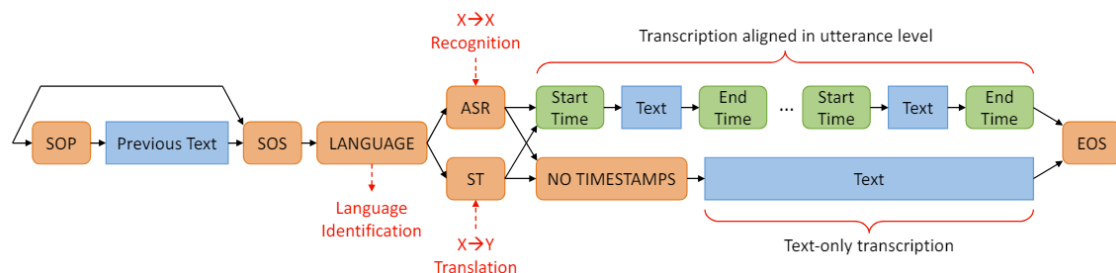 X→X
Recognition
Transcription aligned in utterance level
SOP
Previous Text
SOS
LANGUAGE
ASR
Start
Time
Text
End
Time
...
Start
Time
Text
End
Time
EOS
ST
NO TIMESTAMPS
Text
Language
Identification
X→Y
Translation
Text-only transcription